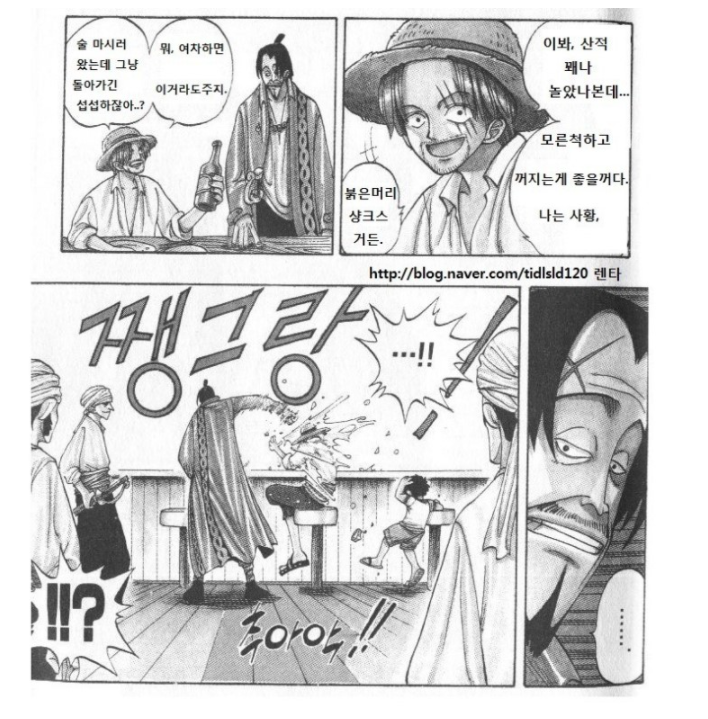 술 마시러
왔는데 그냥
돌아가긴
섭섭하잖아..?
뭐, 여차하면
이거라도주지.
이봐, 산적
꽤나
놀았나본데...
모른척하고
꺼지는게 좋을꺼다.
나는 사황,
붉은머리
샹크스
거든.
http://blog.naver.com/tidlsld120 렌타
쨍그랑
...!!
!
!!?
촤아악!!
......